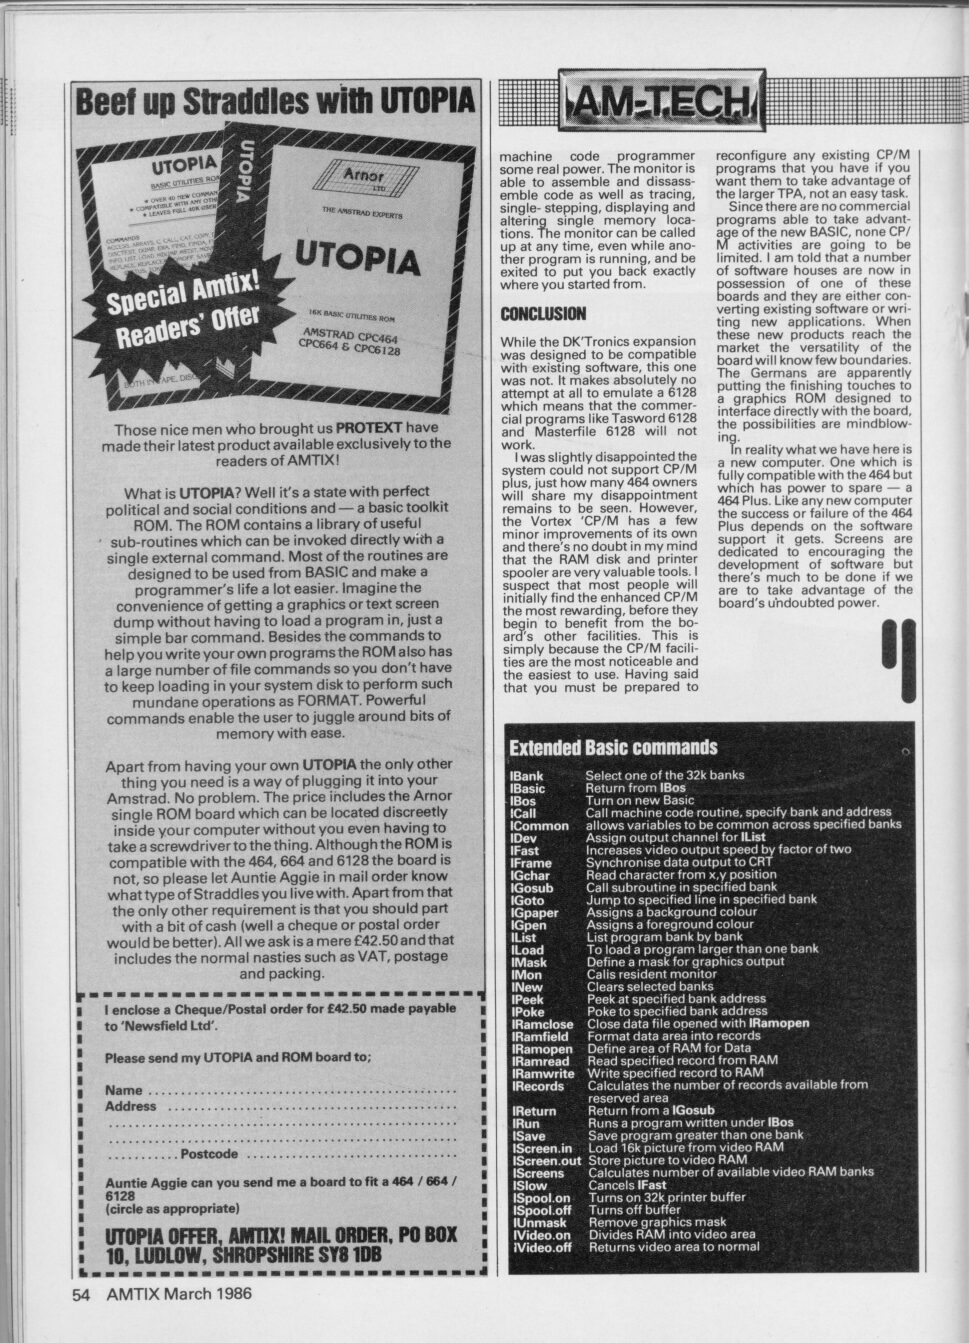 Beef up Straddles with UTOPIA
UTOPIA
BASIC UTILITIES ROM
★ OVER 40 NEW COMMAN
★ COMPATIBLE WITH ANY OTH
★ LEAVES FULL 40K USER
COMMANDS
UTOPIA
Arnor
LTD
THE AMSTRAD EXPERTS
UTOPIA
16K BASIC UTILITIES ROM
AMSTRAD CPC464
CPC664 & CPC6128
Special Amtix!
Readers' Offer
BOTH IN TAPE, DISC
Those nice men who brought us PROTEXT have
made their latest product available exclusively to the
readers of AMTIX!
What is UTOPIA? Well it's a state with perfect
political and social conditions and — a basic toolkit
ROM. The ROM contains a library of useful
sub-routines which can be invoked directly with a
single external command. Most of the routines are
designed to be used from BASIC and make a
programmer's life a lot easier. Imagine the
convenience of getting a graphics or text screen
dump without having to load a program in, just a
simple bar command. Besides the commands to
help you write your own programs the ROM also has
a large number of file commands so you don't have
to keep loading in your system disk to perform such
mundane operations as FORMAT. Powerful
commands enable the user to juggle around bits of
memory with ease.
Apart from having your own UTOPIA the only other
thing you need is a way of plugging it into your
Amstrad. No problem. The price includes the Arnor
single ROM board which can be located discreetly
inside your computer without you even having to
take a screwdriver to the thing. Although the ROM is
compatible with the 464, 664 and 6128 the board is
not, so please let Auntie Aggie in mail order know
what type of Straddles you live with. Apart from that
the only other requirement is that you should part
with a bit of cash (well a cheque or postal order
would be better). All we ask is a mere £42.50 and that
includes the normal nasties such as VAT, postage
and packing.
I enclose a Cheque/Postal order for £42.50 made payable
to 'Newsfield Ltd'.
Please send my UTOPIA and ROM board to;
Name
Address
Postcode
Auntie Aggie can you send me a board to fit a 464 / 664 /
6128
(circle as appropriate)
UTOPIA OFFER, AMTIX! MAIL ORDER, PO BOX
10, LUDLOW, SHROPSHIRE SY8 1DB
AM-TECH
machine code programmer
some real power. The monitor is
able to assemble and dissass-
emble code as well as tracing,
single- stepping, displaying and
altering single memory loca-
tions. The monitor can be called
up at any time, even while ano-
ther program is running, and be
exited to put you back exactly
where you started from.
CONCLUSION
While the DK'Tronics expansion
was designed to be compatible
with existing software, this one
was not. It makes absolutely no
attempt at all to emulate a 6128
which means that the commer-
cial programs like Tasword 6128
and Masterfile 6128 will not
work.
I was slightly disappointed the
system could not support CP/M
plus, just how many 464 owners
will share my disappointment
remains to be seen. However,
the Vortex 'CP/M has a few
minor improvements of its own
and there's no doubt in my mind
that the RAM disk and printer
spooler are very valuable tools. I
suspect that most people will
initially find the enhanced CP/M
the most rewarding, before they
begin to benefit from the bo-
ard's other facilities. This is
simply because the CP/M facili-
ties are the most noticeable and
the easiest to use. Having said
that you must be prepared to
reconfigure any existing CP/M
programs that you have if you
want them to take advantage of
the larger TPA, not an easy task.
Since there are no commercial
programs able to take advant-
age of the new BASIC, none CP/
M activities are going to be
limited. I am told that a number
of software houses are now in
possession of one of these
boards and they are either con-
verting existing software or wri-
ting new applications. When
these new products reach the
market the versatility of the
board will know few boundaries.
The Germans are apparently
putting the finishing touches to
a graphics ROM designed to
interface directly with the board,
the possibilities are mindblow-
ing.
In reality what we have here is
a new computer. One which is
fully compatible with the 464 but
which has power to spare — a
464 Plus. Like any new computer
the success or failure of the 464
Plus depends on the software
support it gets. Screens are
dedicated to encouraging the
development of software but
there's much to be done if we
are to take advantage of the
board's undoubted power.
Extended Basic commands
|Bank Select one of the 32k banks
|Basic Return from |Bos
|Bos Turn on new Basic
|Call Call machine code routine, specify bank and address
|Common allows variables to be common across specified banks
|Dev Assign output channel for |List
|Fast Increases video output speed by factor of two
|Frame Synchronise data output to CRT
|Gchar Read character from x,y position
|Gosub Call subroutine in specified bank
|Goto Jump to specified line in specified bank
|Gpaper Assigns a background colour
|Gpen Assigns a foreground colour
|List List program bank by bank
|Load To load a program larger than one bank
|Mask Define a mask for graphics output
|Mon Calls resident monitor
|New Clears selected banks
|Peek Peek at specified bank address
|Poke Poke to specified bank address
|Ramclose Close data file opened with |Ramopen
|Ramfield Format data area into records
|Ramopen Define area of RAM for Data
|Ramread Read specified record from RAM
|Ramwrite Write specified record to RAM
|Records Calculates the number of records available from
reserved area
|Return Return from a |Gosub
|Run Runs a program written under |Bos
|Save Save program greater than one bank
|Screen.in Load 16k picture from video RAM
|Screen.out Store picture to video RAM
|Screens Calculates number of available video RAM banks
|Slow Cancels |Fast
|Spool.on Turns on 32k printer buffer
|Spool.off Turns off buffer
|Unmask Remove graphics mask
|Video.on Divides RAM into video area
|Video.off Returns video area to normal
54 AMTIX March 1986